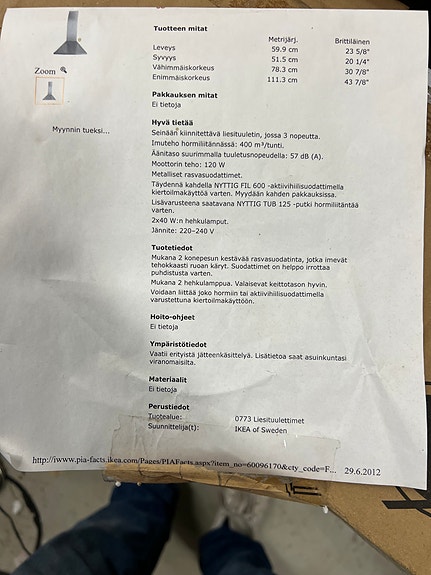 Tuotteen mitat
Metrijärj. Brittiläinen
Leveys 59.9 cm 23 5/8"
Syvyys 51.5 cm 20 1/4"
Vähimmäiskorkeus 78.3 cm 30 7/8"
Enimmäiskorkeus 111.3 cm 43 7/8"
Zoom
Pakkauksen mitat
Ei tietoja
Myynnin tueksi...
Hyvä tietää
Seinään kiinnitettävä liesituuletin, jossa 3 nopeutta.
Imuteho hormiliitännässä: 400 m³/tunti.
Äänitaso suurimmalla tuuletusnopeudella: 57 dB (A).
Moottorin teho: 120 W
Metalliset rasvasuodattimet.
Täydennä kahdella NYTTIG FIL 600 -aktiivihiilisuodattimella
kiertoilmakäyttöä varten. Myydään kahden pakkauksissa.
Lisävarusteena saatavana NYTTIG TUB 125 -putki hormiliitäntää
varten.
2x40 W:n hehkulamput.
Jännite: 220–240 V
Tuotetiedot
Mukana 2 konepesun kestävää rasvasuodatinta, jotka imevät
tehokkaasti ruoan käryt. Suodattimet on helppo irrottaa
puhdistusta varten.
Mukana 2 hehkulamppua. Valaisevat keittotason hyvin.
Voidaan liittää joko hormiin tai aktiivihiilisuodattimella
varustettuna kiertoilmakäyttöön.
Hoito-ohjeet
Ei tietoja
Ympäristötiedot
Vaatii erityistä jätteenkäsittelyä. Lisätietoa saat asuinkuntasi
viranomaisilta.
Materiaalit
Ei tietoja
Perustiedot
Tuotealue: 0773 Liesituulettimet
Suunnittelija(t): IKEA of Sweden
http://iwww.pia-facts.ikea.com/Pages/PIAFacts.aspx?item_no=60096170&cty_code=F... 29.6.2012